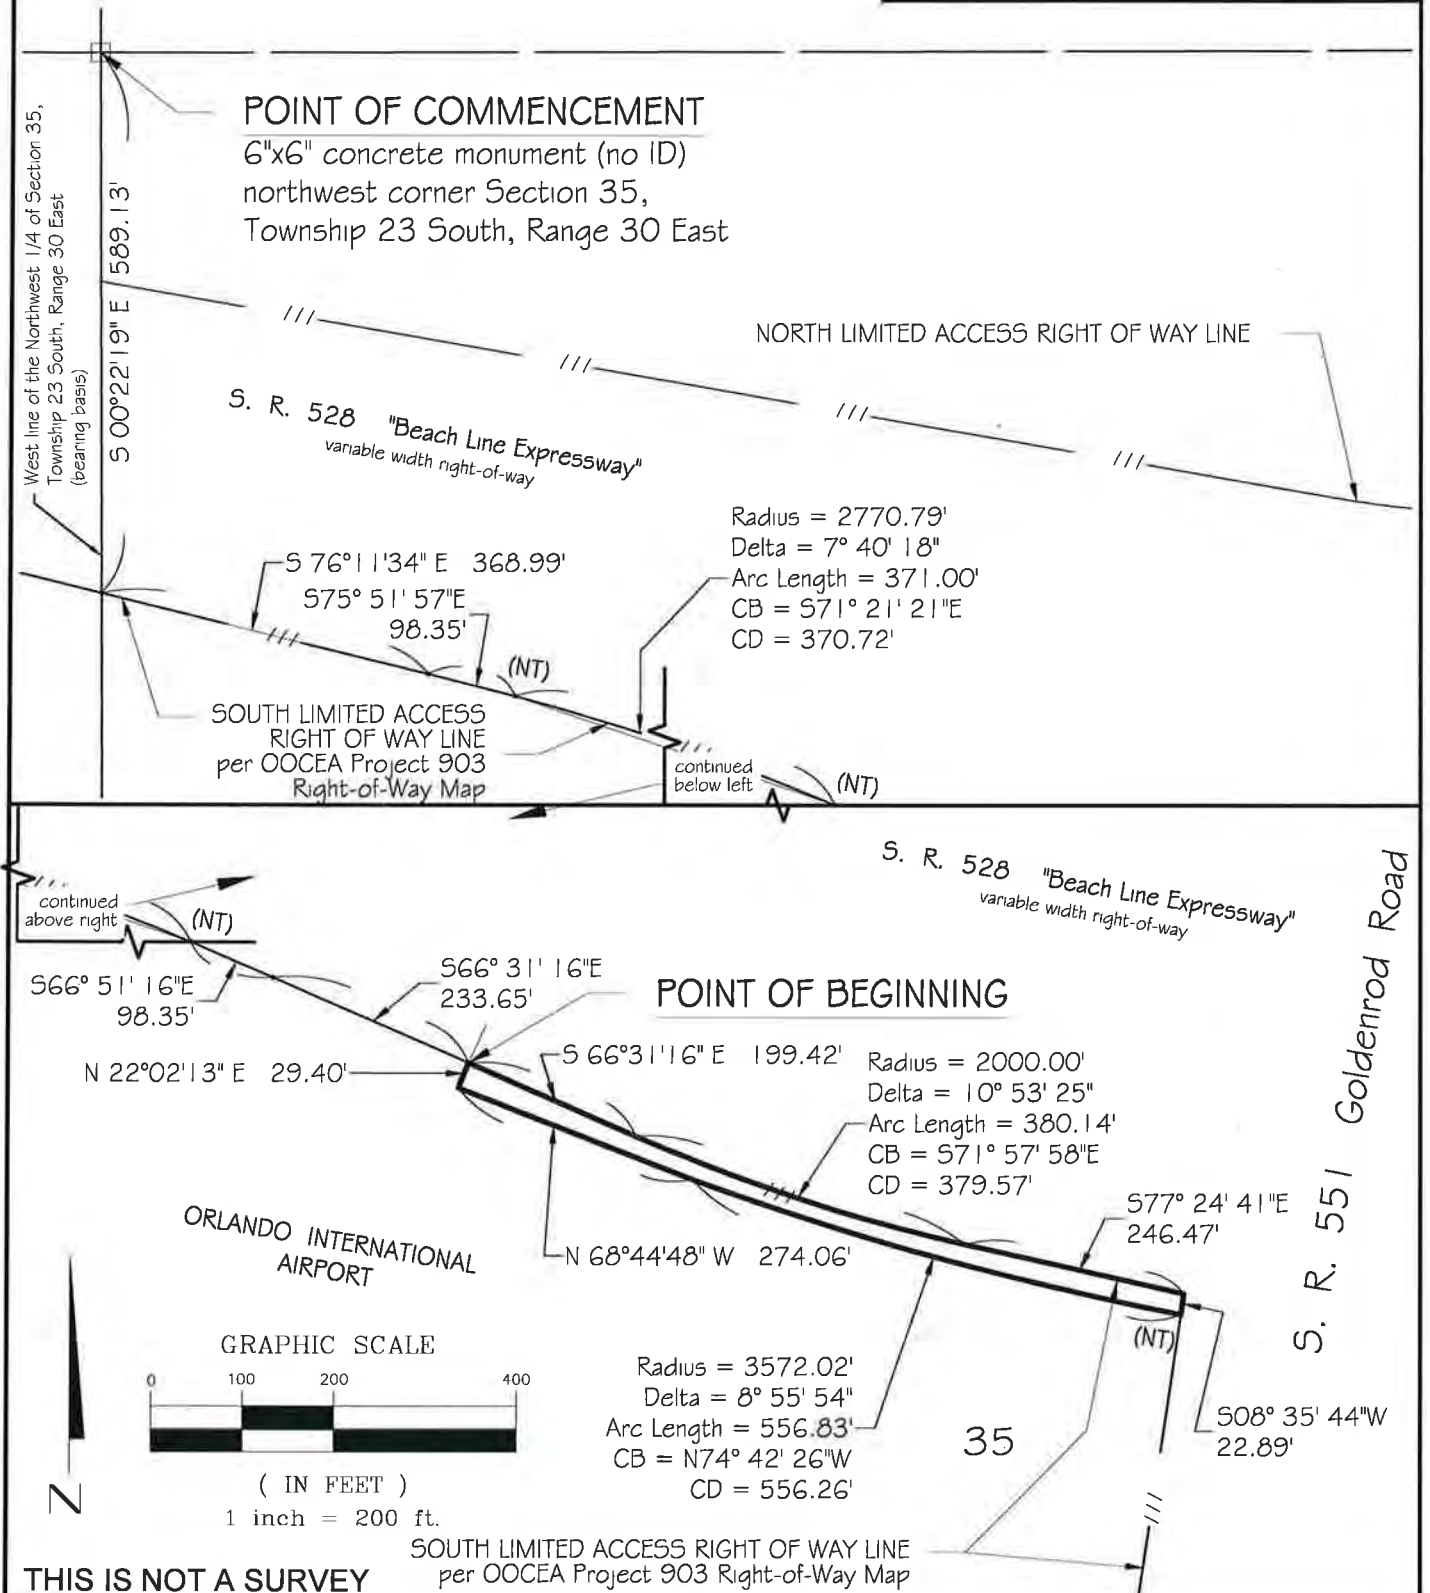 POINT OF COMMENCEMENT
6"x6" concrete monument (no ID)
northwest corner Section 35,
Township 23 South, Range 30 East
West line of the Northwest 1/4 of Section 35,
Township 23 South, Range 30 East
(bearing basis)
S 00°22'19" E 589.13'
NORTH LIMITED ACCESS RIGHT OF WAY LINE
S. R. 528 "Beach Line Expressway"
variable width right-of-way
Radius = 2770.79'
Delta = 7° 40' 18"
Arc Length = 371.00'
CB = S71° 21' 21"E
CD = 370.72'
S 76°11'34" E 368.99'
S75° 51' 57"E
98.35'
(NT)
SOUTH LIMITED ACCESS
RIGHT OF WAY LINE
per OOCEA Project 903
Right-of-Way Map
continued
below left
(NT)
S. R. 528 "Beach Line Expressway"
variable width right-of-way
S. R. 551 Goldenrod Road
continued
above right
(NT)
S66° 51' 16"E
98.35'
S66° 31' 16"E
233.65'
POINT OF BEGINNING
N 22°02'13" E 29.40'
S 66°31'16" E 199.42'
Radius = 2000.00'
Delta = 10° 53' 25"
Arc Length = 380.14'
CB = S71° 57' 58"E
CD = 379.57'
S77° 24' 41"E
246.47'
ORLANDO INTERNATIONAL
AIRPORT
N 68°44'48" W 274.06'
(NT)
GRAPHIC SCALE
0 100 200 400
( IN FEET )
1 inch = 200 ft.
N
Radius = 3572.02'
Delta = 8° 55' 54"
Arc Length = 556.83'
CB = N74° 42' 26"W
CD = 556.26'
35
S08° 35' 44"W
22.89'
SOUTH LIMITED ACCESS RIGHT OF WAY LINE
per OOCEA Project 903 Right-of-Way Map
THIS IS NOT A SURVEY